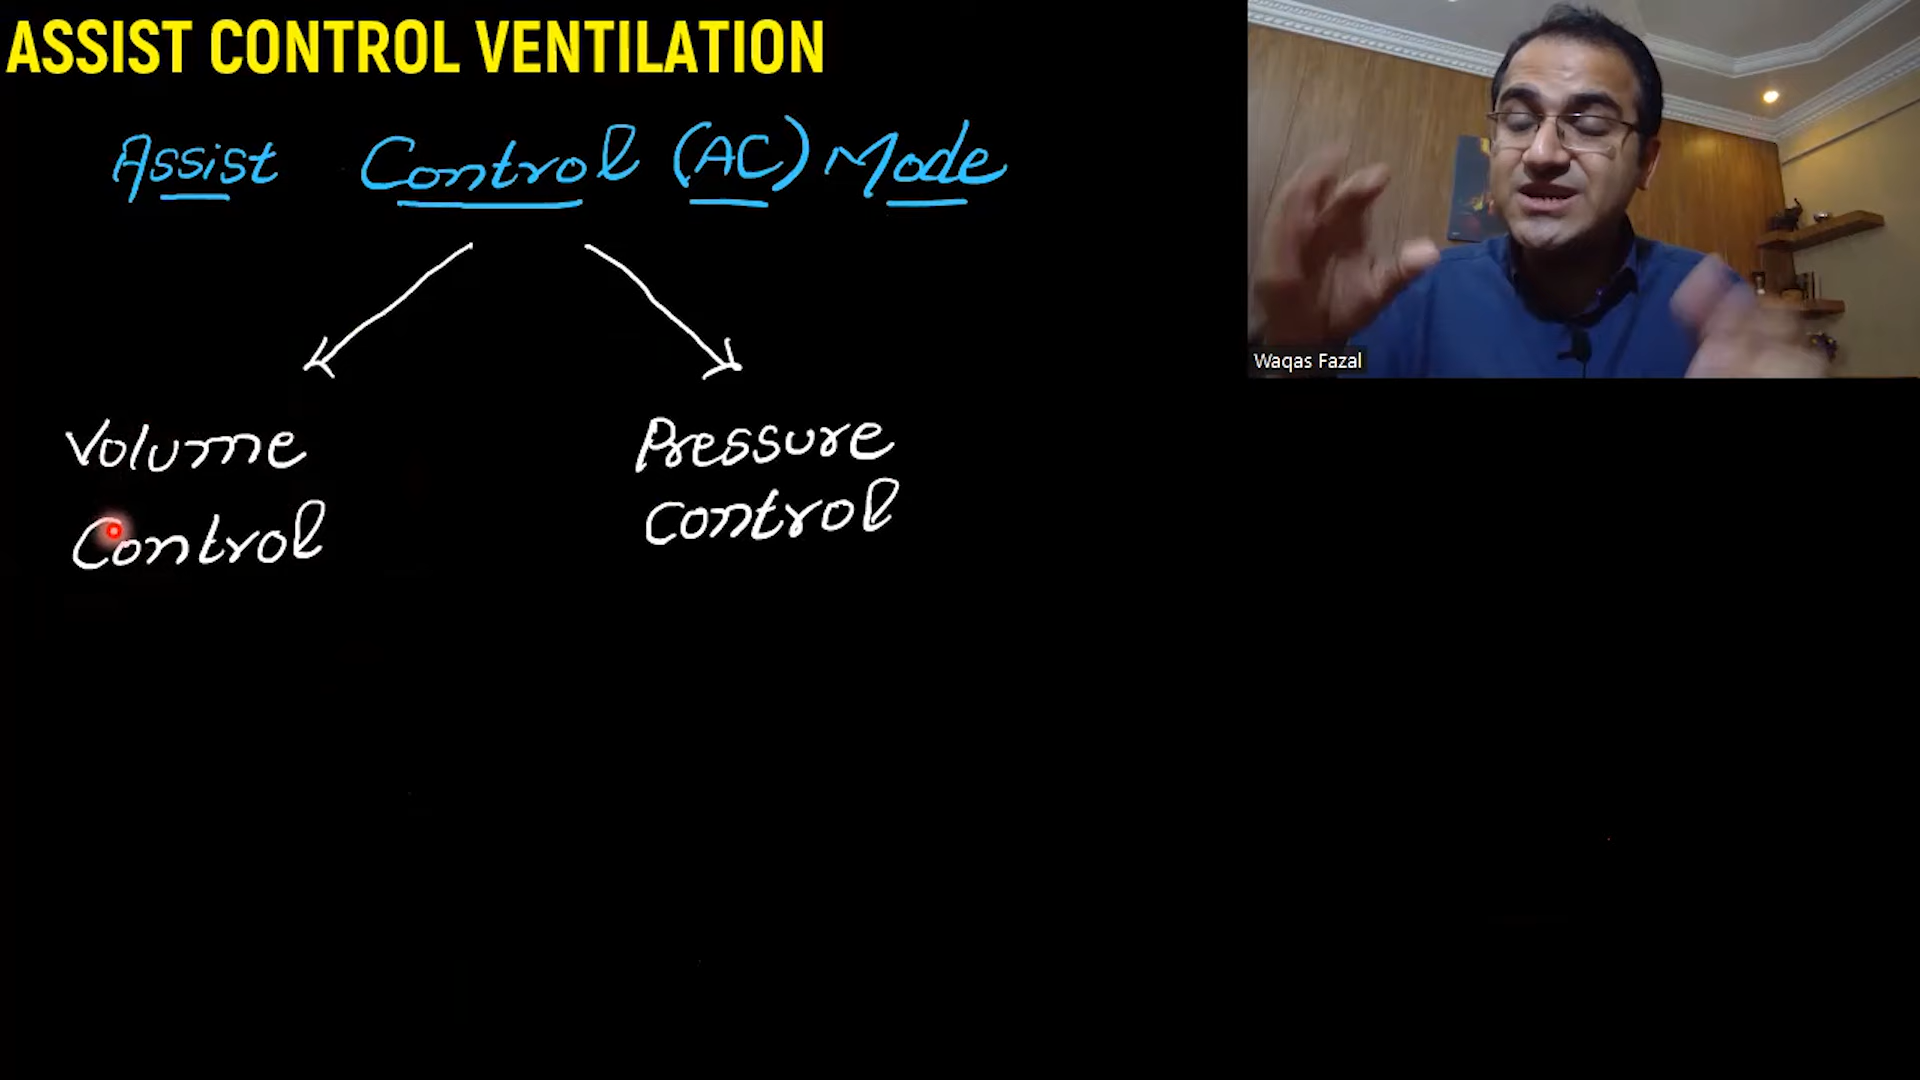 ASSIST CONTROL VENTILATION
Assist Control (AC) Mode
Volume
Control
Pressure
Control
Waqas Fazal